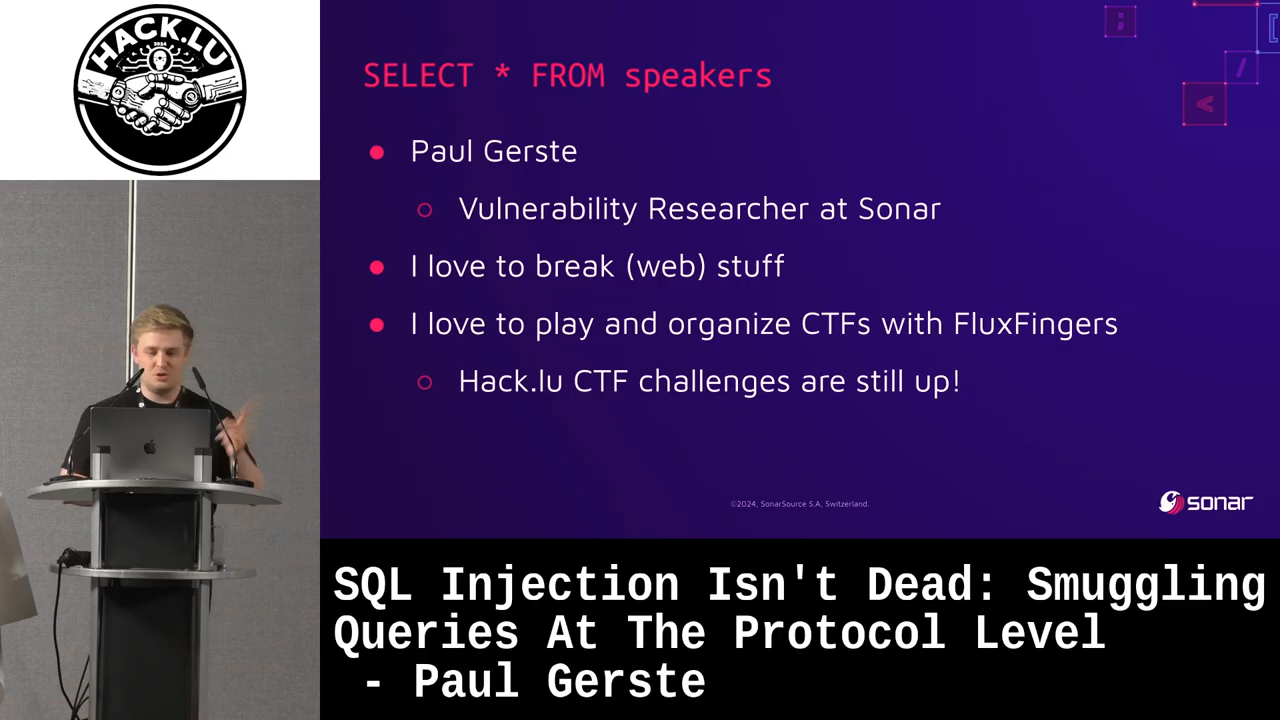 HACK.LU
2024
SELECT * FROM speakers
Paul Gerste
Vulnerability Researcher at Sonar
I love to break (web) stuff
I love to play and organize CTFs with FluxFingers
Hack.lu CTF challenges are still up!
©2024, SonarSource S.A, Switzerland.
sonar
;
[
/
<
SQL Injection Isn't Dead: Smuggling
Queries At The Protocol Level
- Paul Gerste